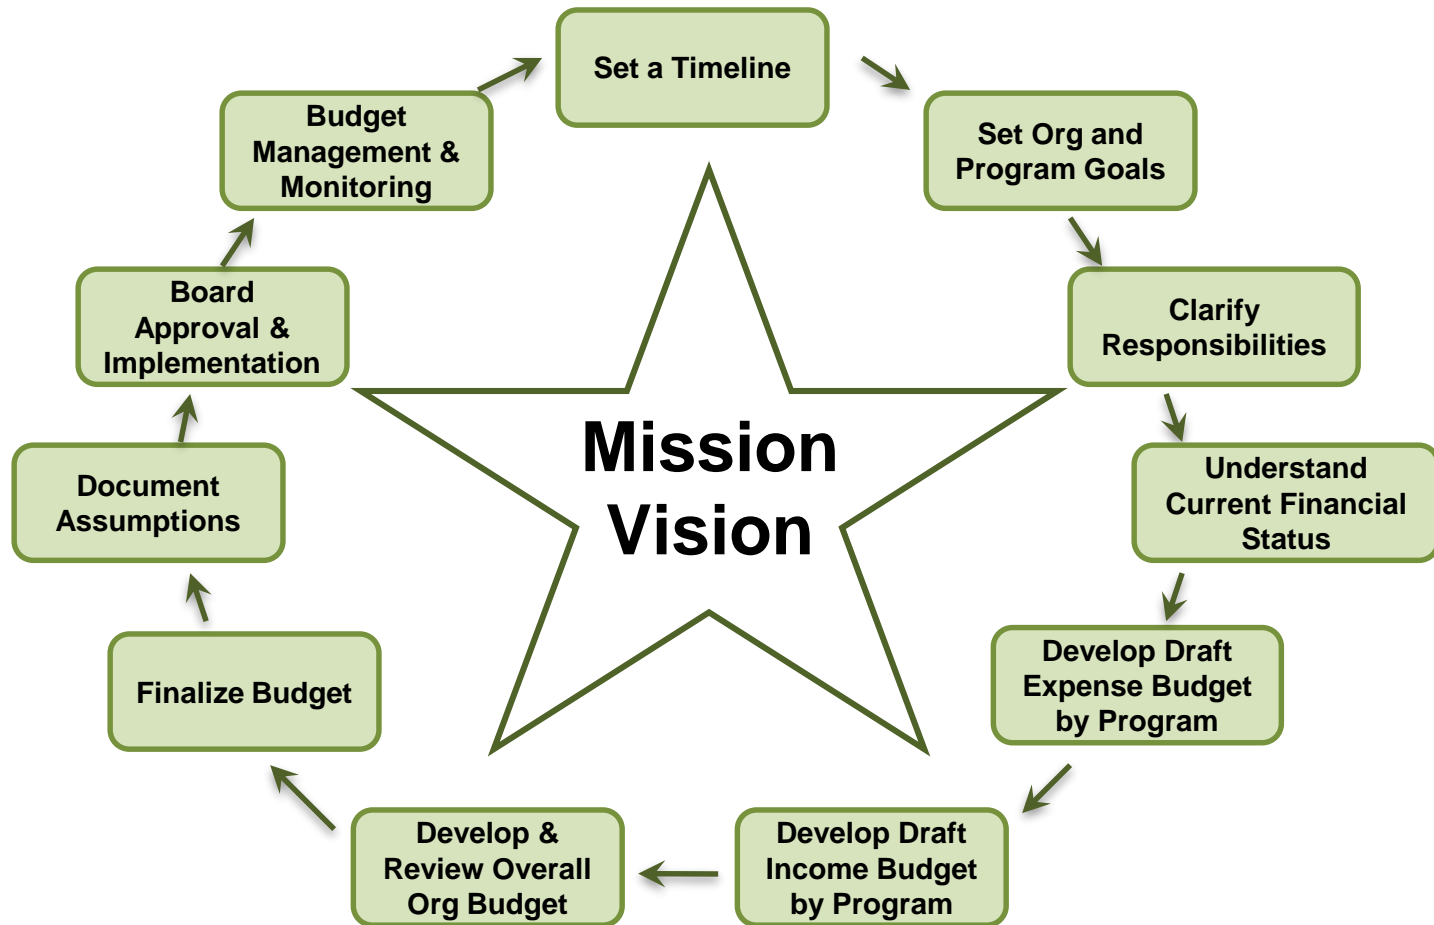 Set a Timeline
Set Org and
Program Goals
Clarify
Responsibilities
Understand
Current Financial
Status
Develop Draft
Expense Budget
by Program
Develop Draft
Income Budget
by Program
Develop &
Review Overall
Org Budget
Finalize Budget
Document
Assumptions
Board
Approval &
Implementation
Budget
Management &
Monitoring
Mission
Vision